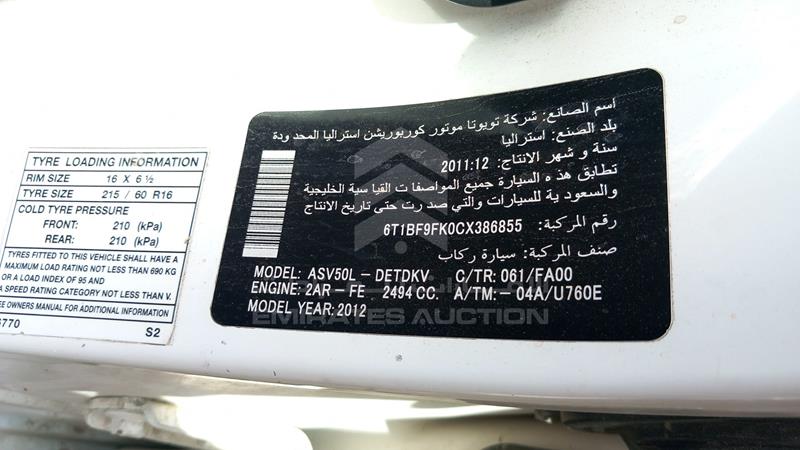 TYRE LOADING INFORMATION
RIM SIZE 16 X 6 ½
TYRE SIZE 215 / 60 R16
COLD TYRE PRESSURE
FRONT: 210 (kPa)
REAR: 210 (kPa)
TYRES FITTED TO THIS VEHICLE SHALL HAVE A
MAXIMUM LOAD RATING NOT LESS THAN 690 KG
OR A LOAD INDEX OF 95 AND
A SPEED CATEGORY RATING NOT LESS THAN V.
SEE OWNERS MANUAL FOR ADDITIONAL INFORMATION
6770 S2
اسم الصانع: شركة تويوتا موتور كوربوريشن استراليا المحدودة
بلد الصنع: استراليا
سنة و شهر الانتاج: 2011:12
تطابق هذه السيارة جميع المواصفات القياسية الخليجية
والسعودية للسيارات والتي صدرت حتى تاريخ الانتاج
رقم المركبة: 6T1BF9FK0CX386855
صنف المركبة: سيارة ركاب
MODEL: ASV50L - DETDKV C/TR: 061/FA00
ENGINE: 2AR - FE 2494 CC. A/TM: -04A/U760E
MODEL YEAR: 2012
EMIRATES AUCTION